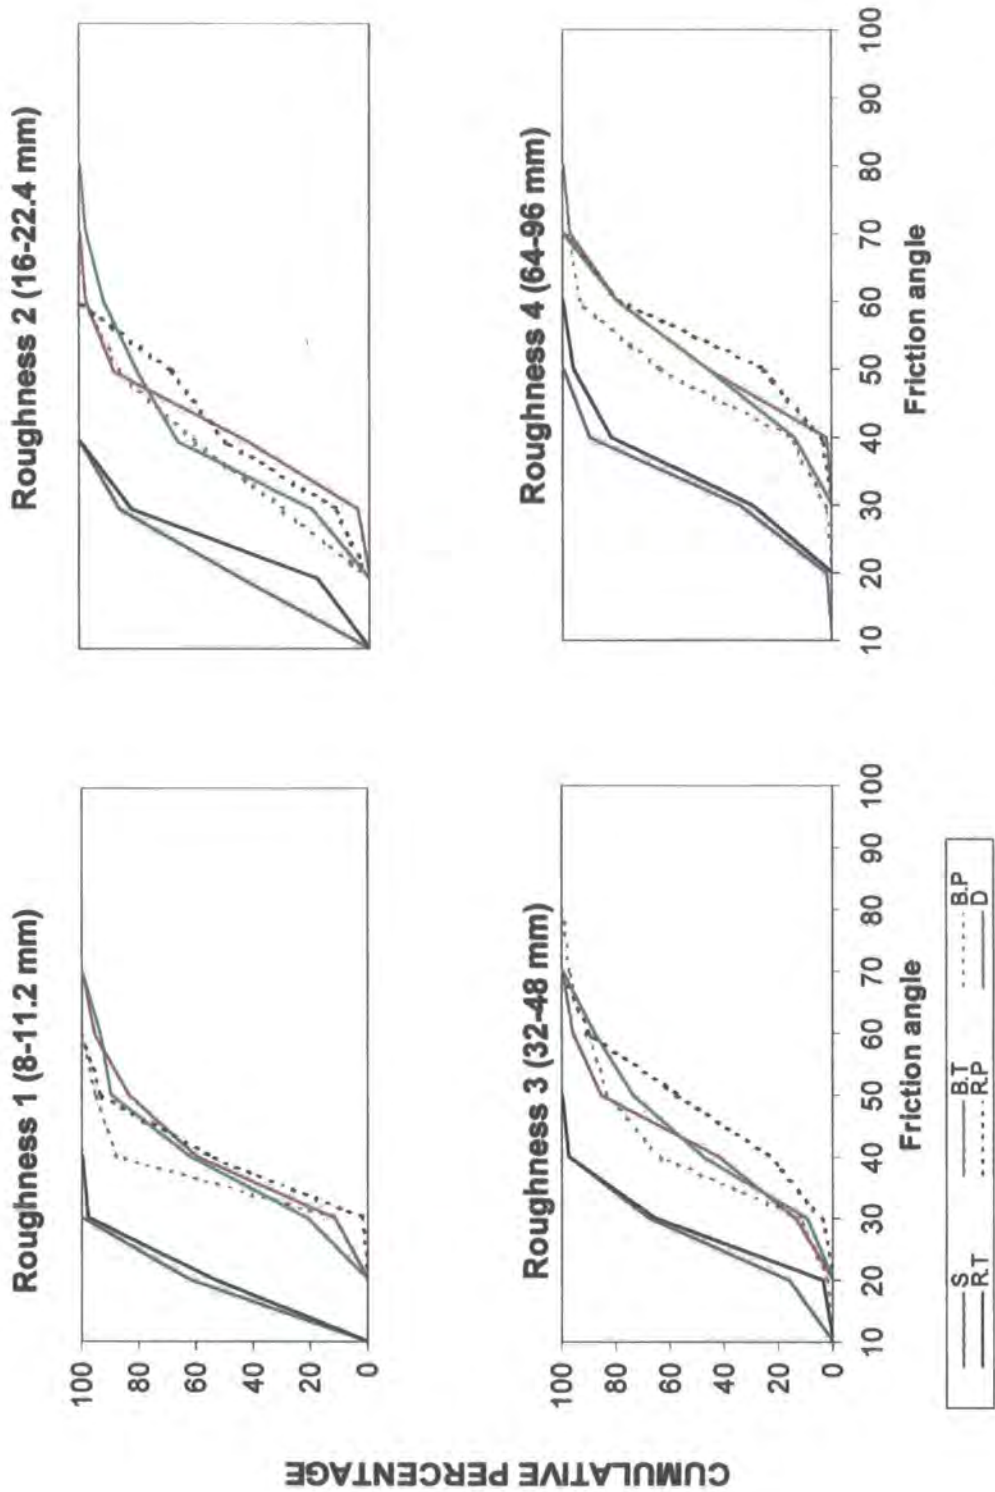 Roughness 1 (8-11.2 mm)
Roughness 2 (16-22.4 mm)
100
80
60
40
20
0
Roughness 3 (32-48 mm)
Roughness 4 (64-96 mm)
100
80
60
40
20
0
10 20 30 40 50 60 70 80 90 100
10 20 30 40 50 60 70 80 90 100
Friction angle
Friction angle
CUMULATIVE PERCENTAGE
S B.T B.P
R.T R.P D